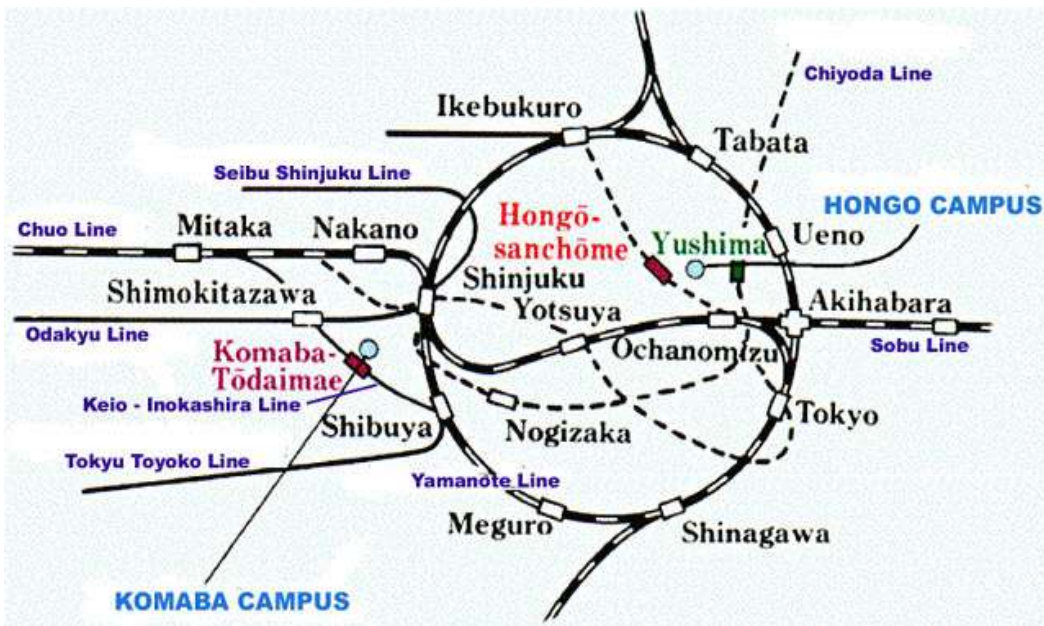 Chiyoda Line
Ikebukuro
Tabata
Seibu Shinjuku Line
HONGO CAMPUS
Hongō-
sanchōme
Yushima
Ueno
Chuo Line
Mitaka
Nakano
Shinjuku
Shimokitazawa
Yotsuya
Akihabara
Odakyu Line
Ochanomizu
Sobu Line
Komaba-
Tōdaimae
Keio - Inokashira Line
Shibuya
Nogizaka
Tokyo
Tokyu Toyoko Line
Yamanote Line
Meguro
Shinagawa
KOMABA CAMPUS